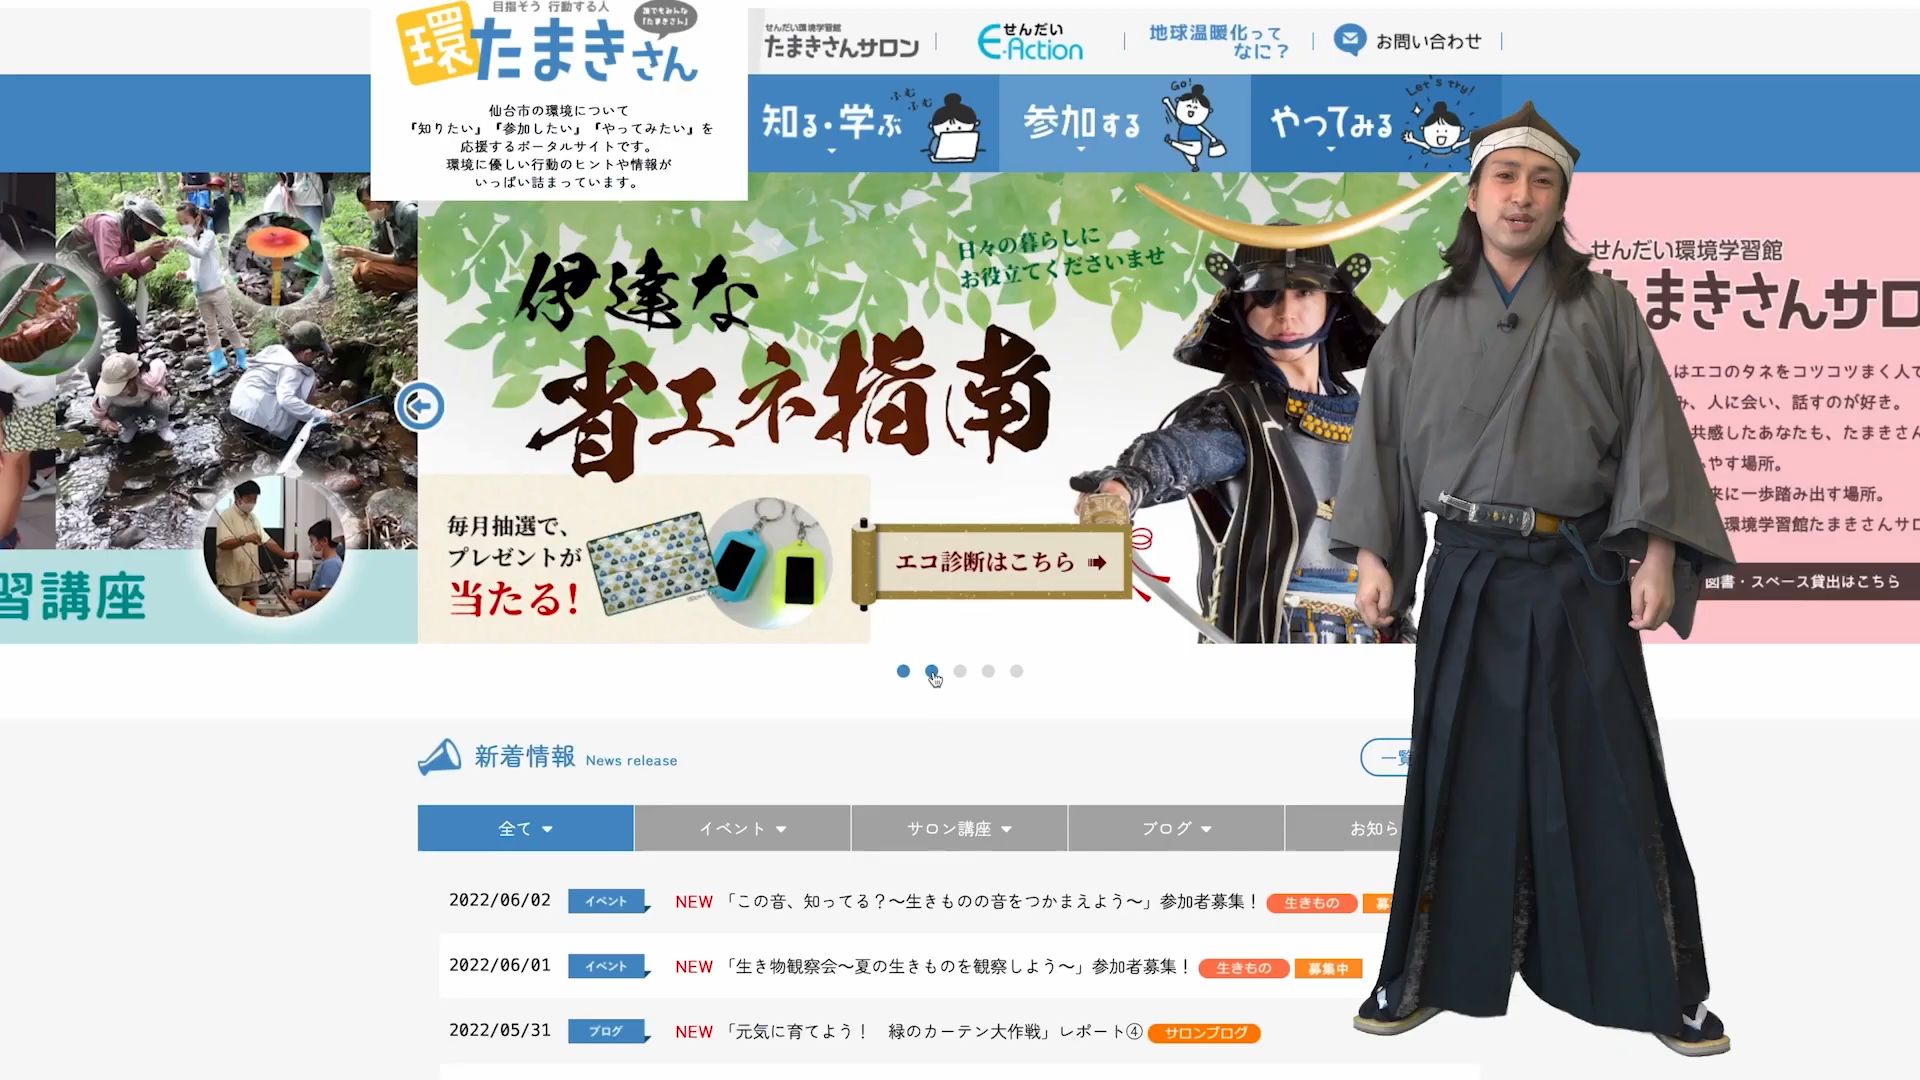 目指そう 行動する人
誰でもみんな
「たまきさん」
環たまきさん
仙台市の環境について
『知りたい』『参加したい』『やってみたい』を
応援するポータルサイトです。
環境に優しい行動のヒントや情報が
いっぱい詰まっています。
せんだい環境学習館
たまきさんサロン
せんだい
E-Action
地球温暖化って
なに？
お問い合わせ
知る・学ぶ
ふむ
ふむ
参加する
Go!
やってみる
Let's try!
習講座
伊達な
省エネ指南
日々の暮らしに
お役立てくださいませ
毎月抽選で、
プレゼントが
当たる!
エコ診断はこちら
せんだい環境学習館
たまきさんサロ
はエコのタネをコツコツまく人
み、人に会い、話すのが好き。
共感したあなたも、たまきさん
やす場所。
来に一歩踏み出す場所。
環境学習館たまきさんサロ
図書・スペース貸出はこちら
新着情報 News release
一覧
全て
イベント
サロン講座
ブログ
お知ら
2022/06/02 イベント NEW 「この音、知ってる？〜生きものの音をつかまえよう〜」参加者募集！ 生きもの 募
2022/06/01 イベント NEW 「生き物観察会〜夏の生きものを観察しよう〜」参加者募集！ 生きもの 募集中
2022/05/31 ブログ NEW 「元気に育てよう！　緑のカーテン大作戦」レポート④ サロンブログ